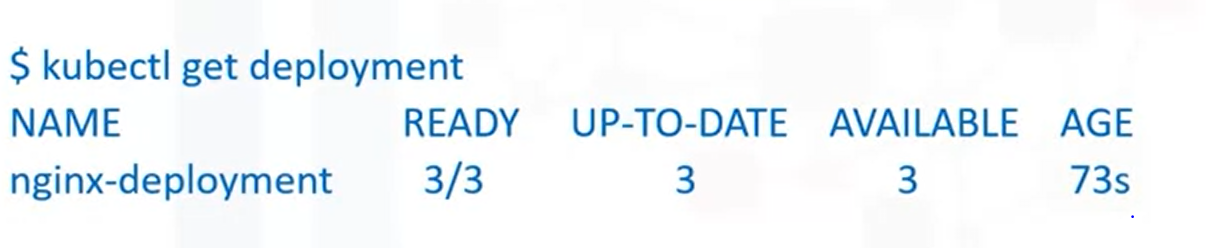 $ kubectl get deployment
NAME READY UP-TO-DATE AVAILABLE AGE
nginx-deployment 3/3 3 3 73s